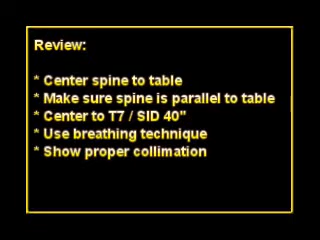 Review:
* Center spine to table
* Make sure spine is parallel to table
* Center to T7 / SID 40"
* Use breathing technique
* Show proper collimation